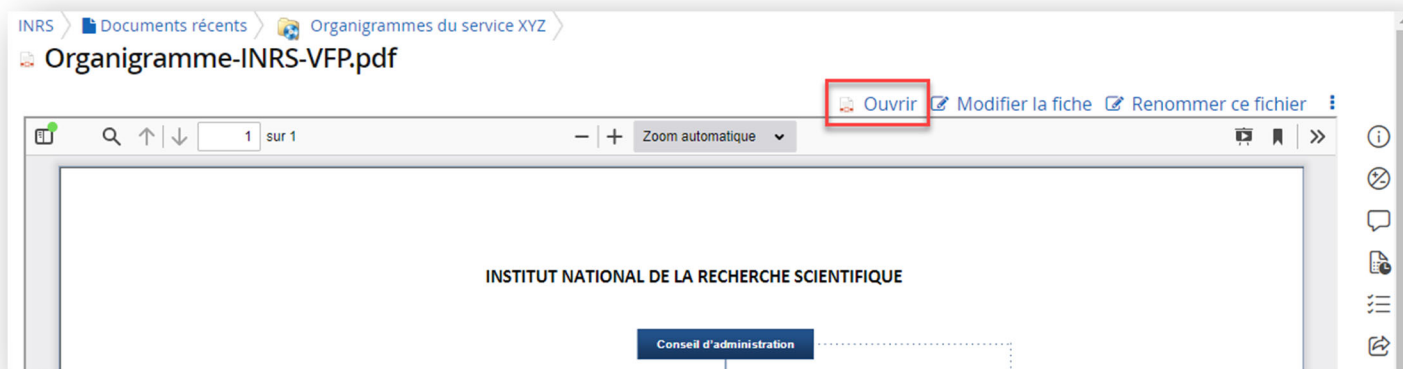 INRS Documents récents Organigrammes du service XYZ
Organigramme-INRS-VFP.pdf
Ouvrir Modifier la fiche Renommer ce fichier
1 sur 1 Zoom automatique
INSTITUT NATIONAL DE LA RECHERCHE SCIENTIFIQUE
Conseil d'administration